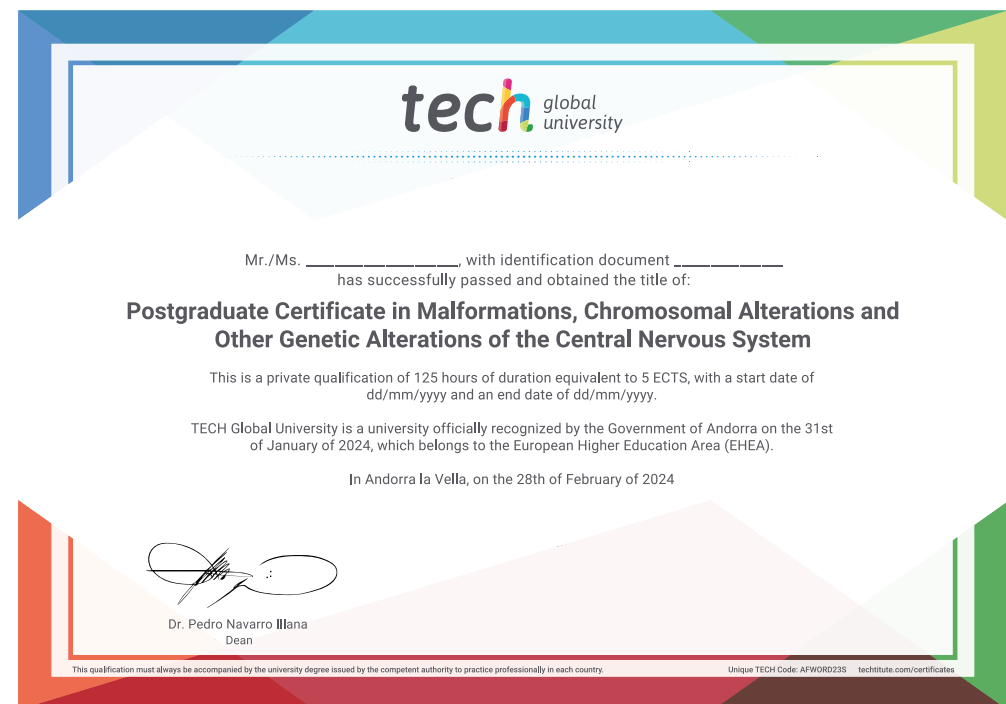 tech global university
Mr./Ms. ________________, with identification document ____________
has successfully passed and obtained the title of:
Postgraduate Certificate in Malformations, Chromosomal Alterations and
Other Genetic Alterations of the Central Nervous System
This is a private qualification of 125 hours of duration equivalent to 5 ECTS, with a start date of
dd/mm/yyyy and an end date of dd/mm/yyyy.
TECH Global University is a university officially recognized by the Government of Andorra on the 31st
of January of 2024, which belongs to the European Higher Education Area (EHEA).
In Andorra la Vella, on the 28th of February of 2024
Dr. Pedro Navarro Illana
Dean
This qualification must always be accompanied by the university degree issued by the competent authority to practice professionally in each country.
Unique TECH Code: AFWORD23S techtitute.com/certificates